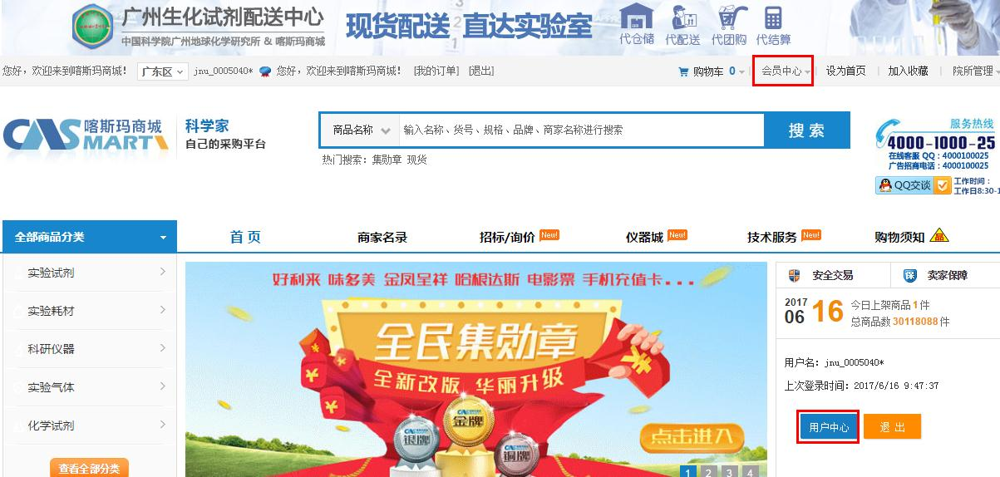 广州生化试剂配送中心
中国科学院广州地球化学研究所 & 喀斯玛商城
现货配送 直达实验室
代仓储 代配送 代团购 代结算
您好，欢迎来到喀斯玛商城！ 广东区 jnu_0005040* 您好，欢迎来到喀斯玛商城！ [我的订单] [退出] 购物车 0 会员中心 设为首页 加入收藏 院所管理
CAS MART 喀斯玛商城
科学家
自己的采购平台
商品名称 输入名称、货号、规格、品牌、商家名称进行搜索 搜 索
热门搜索：集勋章 现货
服务热线
4000-1000-25
在线客服 QQ：4000100025
广告招商电话：4000100025
QQ交谈
工作时间：
工作日8:30-1
全部商品分类 首 页 商家名录 招标/询价 New! 仪器城 New! 技术服务 New! 购物须知
实验试剂
实验耗材
科研仪器
实验气体
化学试剂
查看全部分类
好利来 味多美 金凤呈祥 哈根达斯 电影票 手机充值卡...
全民集勋章
全新改版 华丽升级
银牌 金牌 铜牌
点击进入
1 2 3 4
安全交易 卖家保障
2017
06 16
今日上架商品 1 件
总商品数 30118088 件
用户名：jnu_0005040*
上次登录时间：2017/6/16 9:47:37
用户中心 退 出